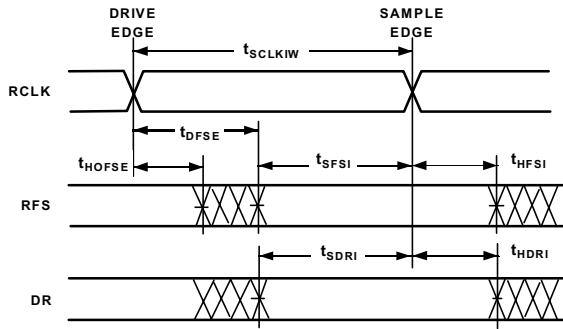 DRIVE EDGE
SAMPLE EDGE
tSCLKIW
RCLK
tDFSE
tHOFSE
tSFSI
tHFSI
RFS
tSDRI
tHDRI
DR